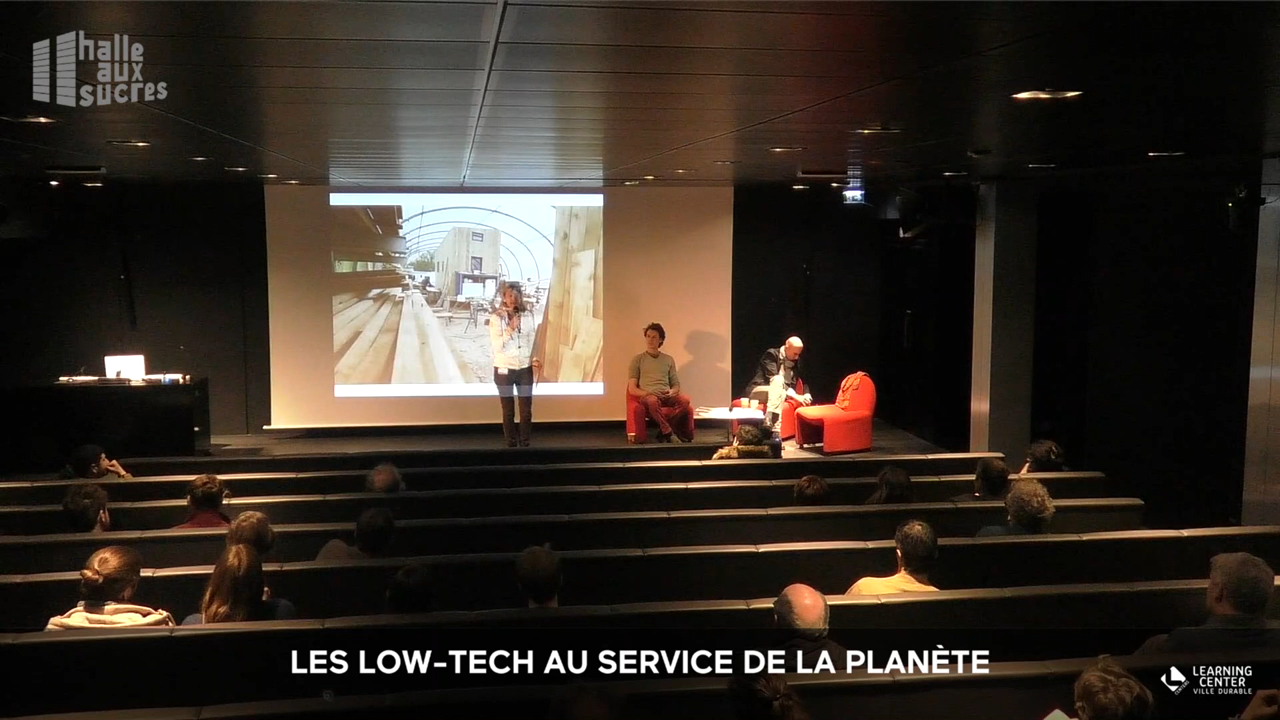 halle
aux
sucres
LES LOW-TECH AU SERVICE DE LA PLANÈTE
LEARNING
CENTER
VILLE DURABLE